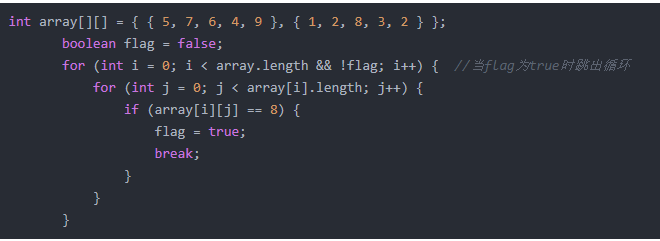 int array[][] = { { 5, 7, 6, 4, 9 }, { 1, 2, 8, 3, 2 } };
        boolean flag = false;
        for (int i = 0; i < array.length && !flag; i++) {  //当flag为true时跳出循环
            for (int j = 0; j < array[i].length; j++) {
                if (array[i][j] == 8) {
                    flag = true;
                    break;
                }
            }
        }